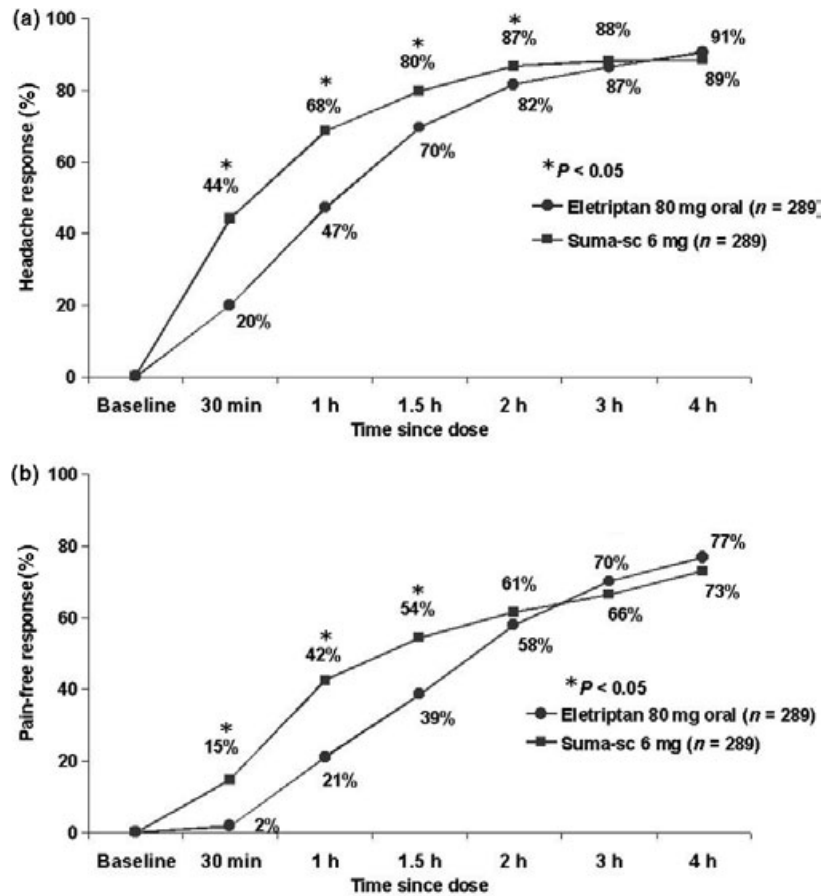 (a)
100
80
60
40
20
0
Headache response (%)
44%
68%
80%
87%
88%
91%
20%
47%
70%
82%
87%
89%
*P < 0.05
Eletriptan 80 mg oral (n = 289)
Suma-sc 6 mg (n = 289)
Baseline 30 min 1 h 1.5 h 2 h 3 h 4 h
Time since dose
(b)
100
80
60
40
20
0
Pain-free response (%)
15%
42%
54%
61%
70%
77%
2%
21%
39%
58%
66%
73%
*P < 0.05
Eletriptan 80 mg oral (n = 289)
Suma-sc 6 mg (n = 289)
Baseline 30 min 1 h 1.5 h 2 h 3 h 4 h
Time since dose